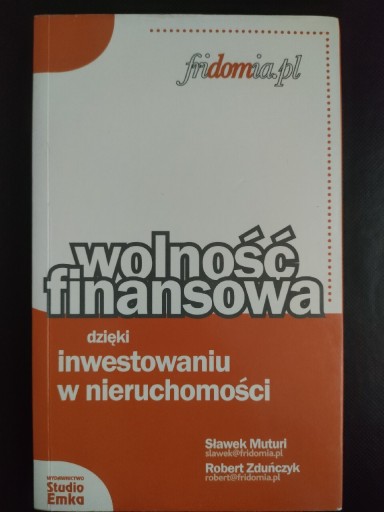 fridomia.pl
wolność
finansowa
dzięki
inwestowaniu
w nieruchomości
Sławek Muturi
slawek@fridomia.pl
Robert Zduńczyk
robert@fridomia.pl
WYDAWNICTWO
Studio
Emka